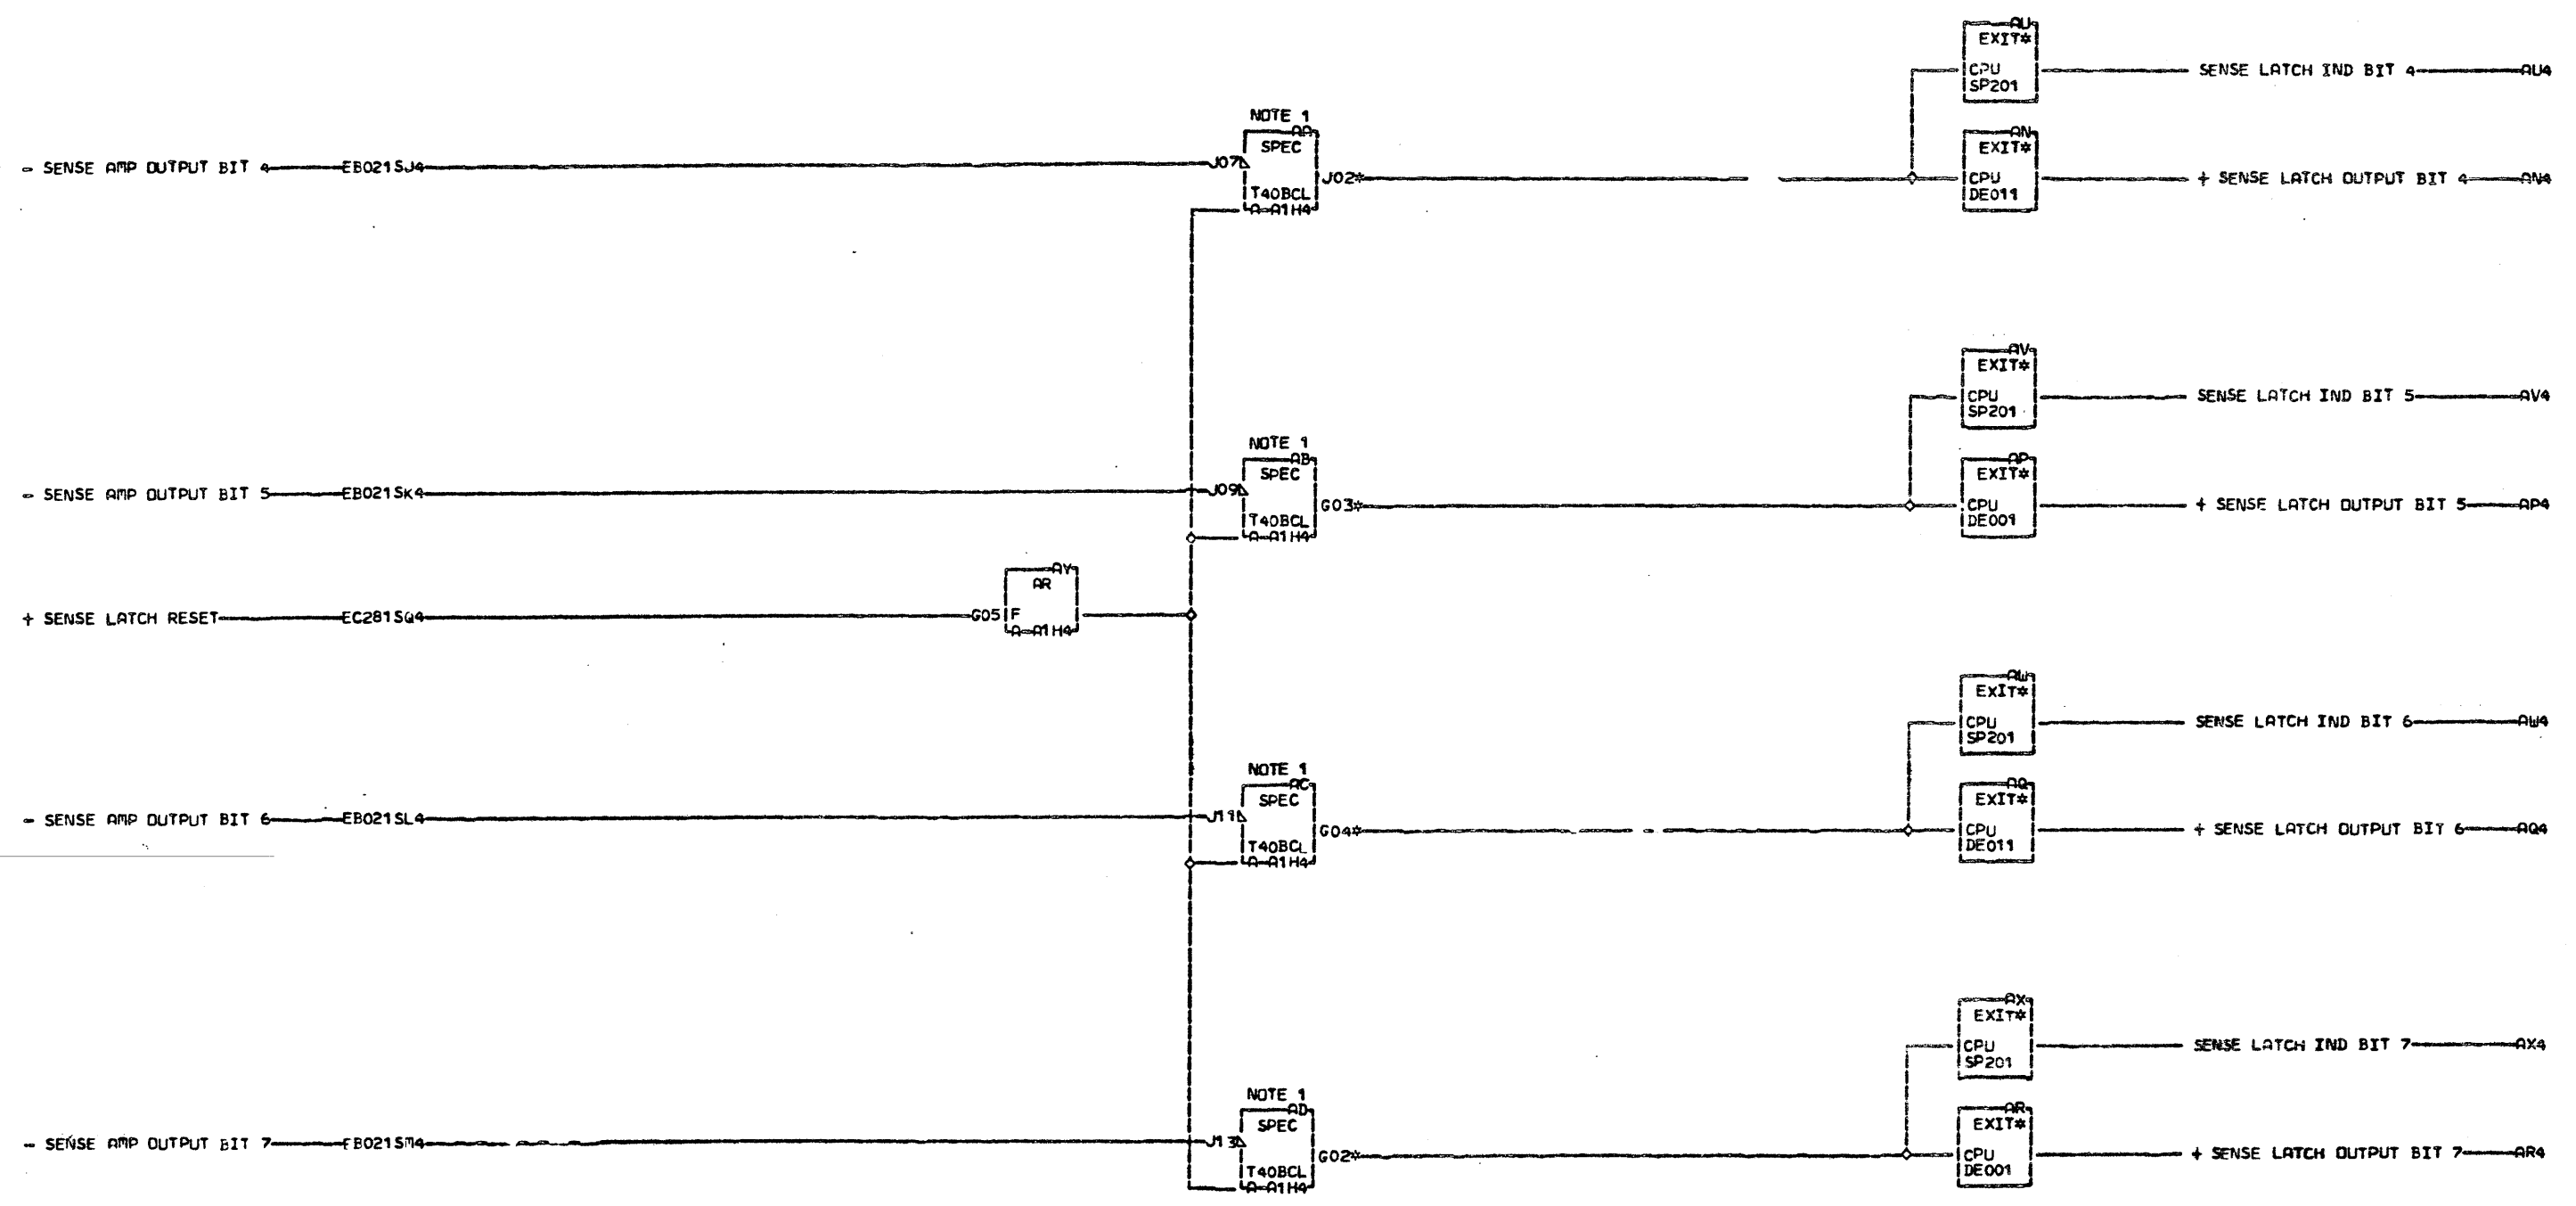 AU
EXIT*
CPU
SP201
SENSE LATCH IND BIT 4 AU4
NOTE 1
AA
SPEC
- SENSE AMP OUTPUT BIT 4 EB021SJ4 J07
T40BCL
A-A1H4
J02*
AN
EXIT*
CPU
DE011
+ SENSE LATCH OUTPUT BIT 4 AN4
AV
EXIT*
CPU
SP201
SENSE LATCH IND BIT 5 AV4
NOTE 1
AB
SPEC
- SENSE AMP OUTPUT BIT 5 EB021SK4 J09
T40BCL
A-A1H4
G03*
AP
EXIT*
CPU
DE001
+ SENSE LATCH OUTPUT BIT 5 AP4
AY
AR
+ SENSE LATCH RESET EC281SQ4 G05 F
A-A1H4
AW
EXIT*
CPU
SP201
SENSE LATCH IND BIT 6 AW4
NOTE 1
AC
SPEC
- SENSE AMP OUTPUT BIT 6 EB021SL4 J11
T40BCL
A-A1H4
G04*
AQ
EXIT*
CPU
DE011
+ SENSE LATCH OUTPUT BIT 6 AQ4
AX
EXIT*
CPU
SP201
SENSE LATCH IND BIT 7 AX4
NOTE 1
AD
SPEC
- SENSE AMP OUTPUT BIT 7 EB021SM4 J13
T40BCL
A-A1H4
G02*
AR
EXIT*
CPU
DE001
+ SENSE LATCH OUTPUT BIT 7 AR4